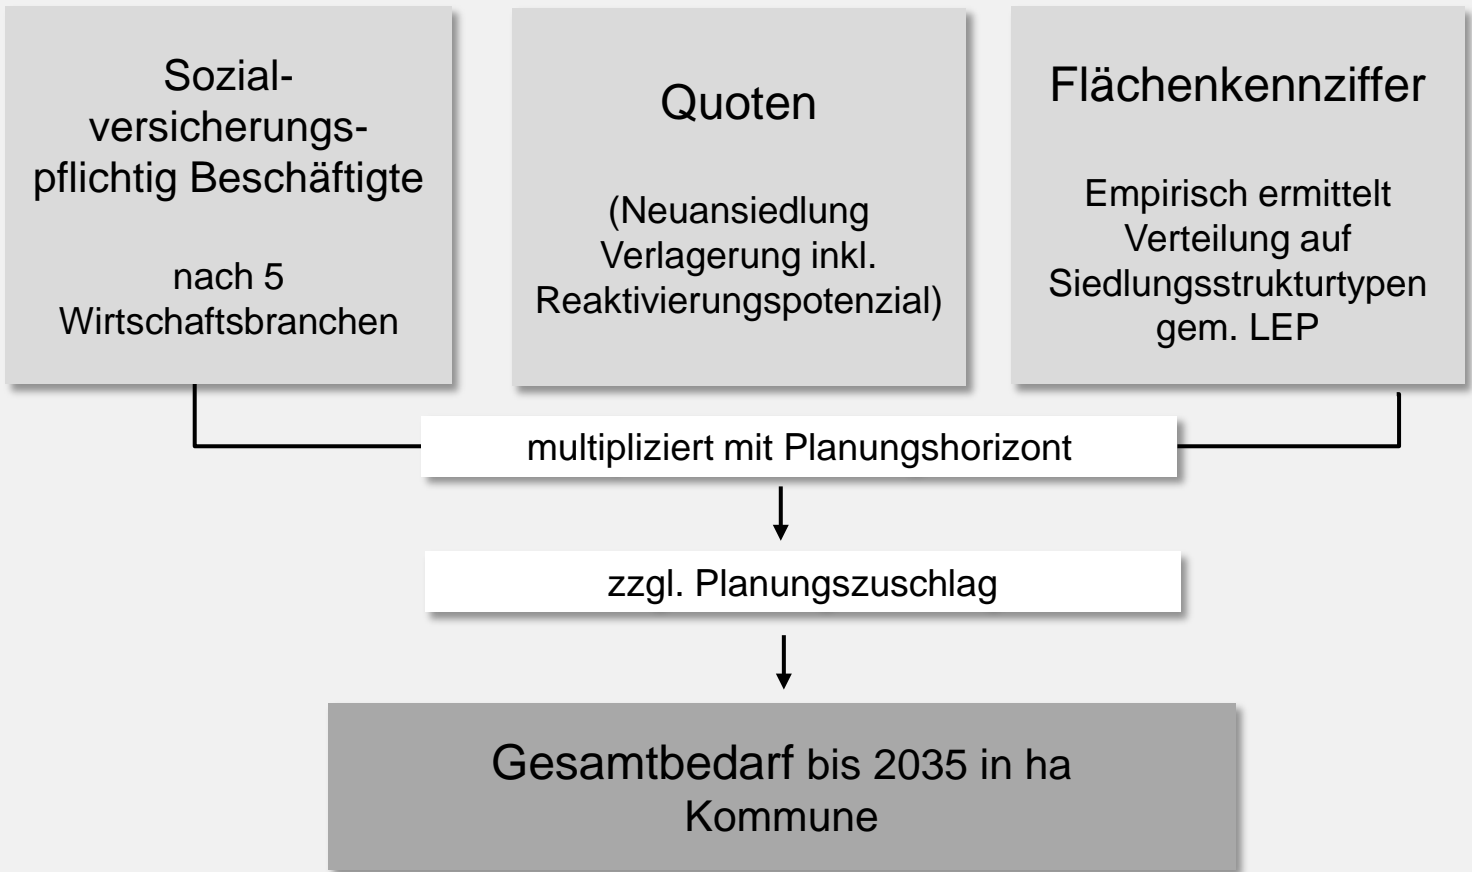 Sozial-
versicherungs-
pflichtig Beschäftigte
nach 5
Wirtschaftsbranchen
Quoten
(Neuansiedlung
Verlagerung inkl.
Reaktivierungspotenzial)
Flächenkennziffer
Empirisch ermittelt
Verteilung auf
Siedlungsstrukturtypen
gem. LEP
multipliziert mit Planungshorizont
zzgl. Planungszuschlag
Gesamtbedarf bis 2035 in ha
Kommune